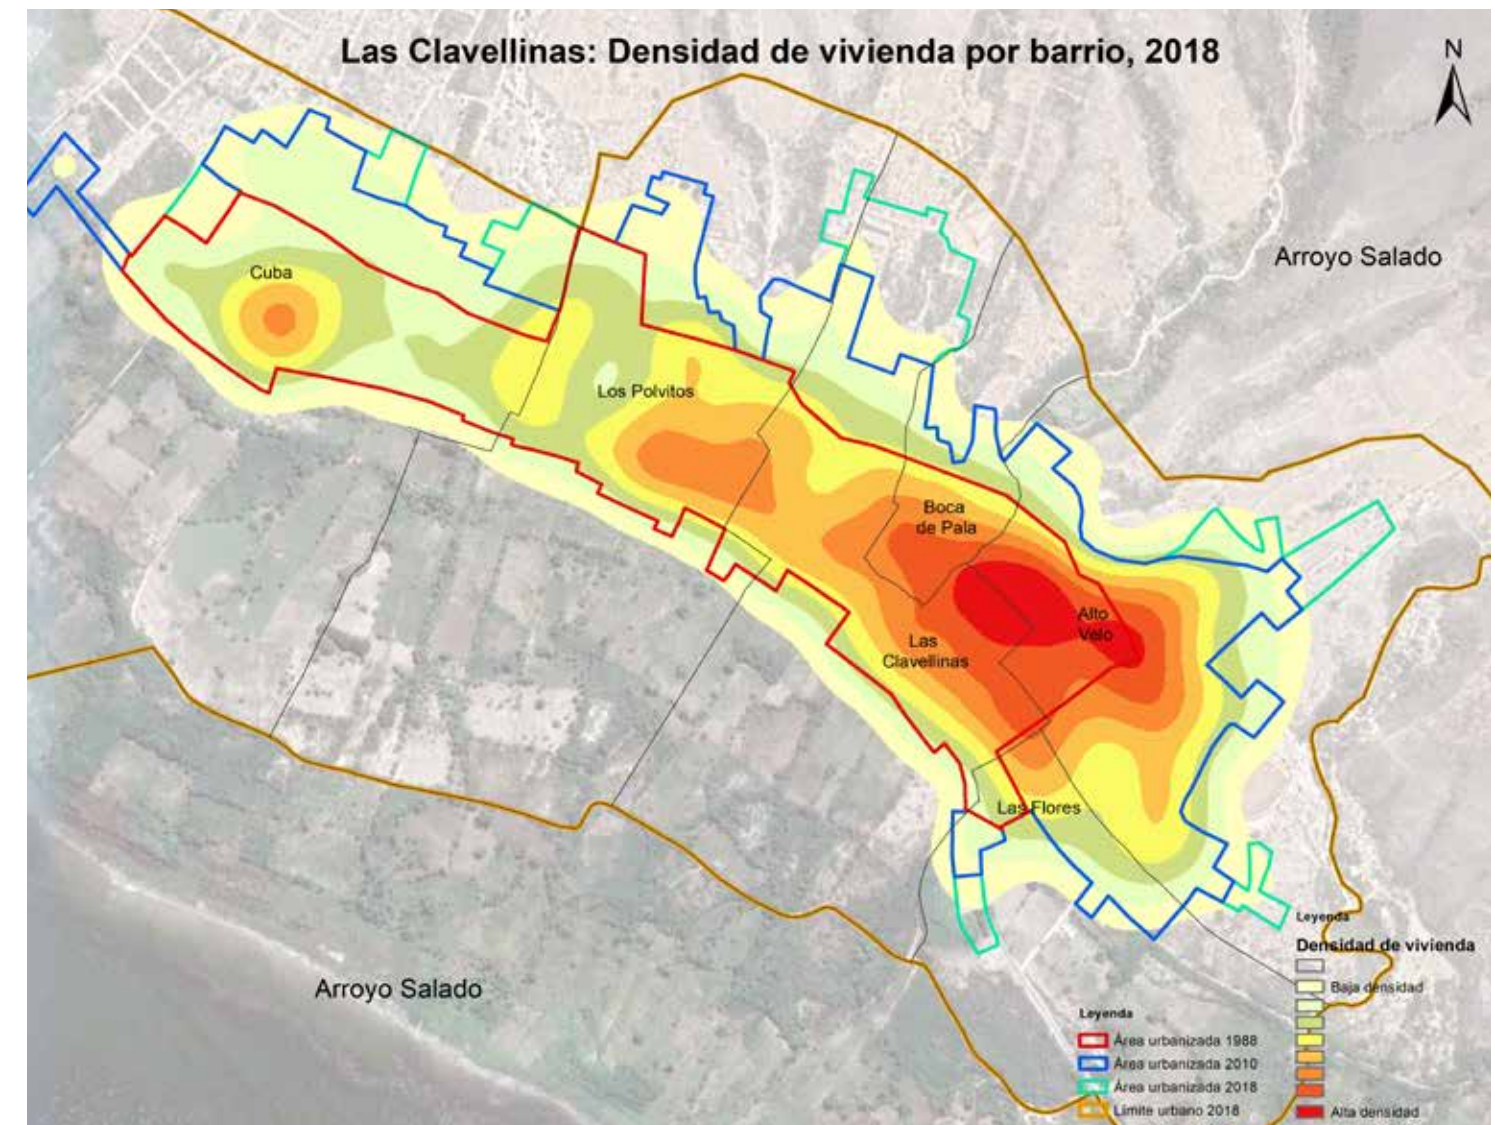 Las Clavellinas: Densidad de vivienda por barrio, 2018
N
Arroyo Salado
Cuba
Los Polvitos
Boca
de Pala
Alto
Velo
Las
Clavellinas
Las Flores
Arroyo Salado
Leyenda
Densidad de vivienda
Baja densidad
Alta densidad
Leyenda
Área urbanizada 1988
Área urbanizada 2010
Área urbanizada 2018
Límite urbano 2018